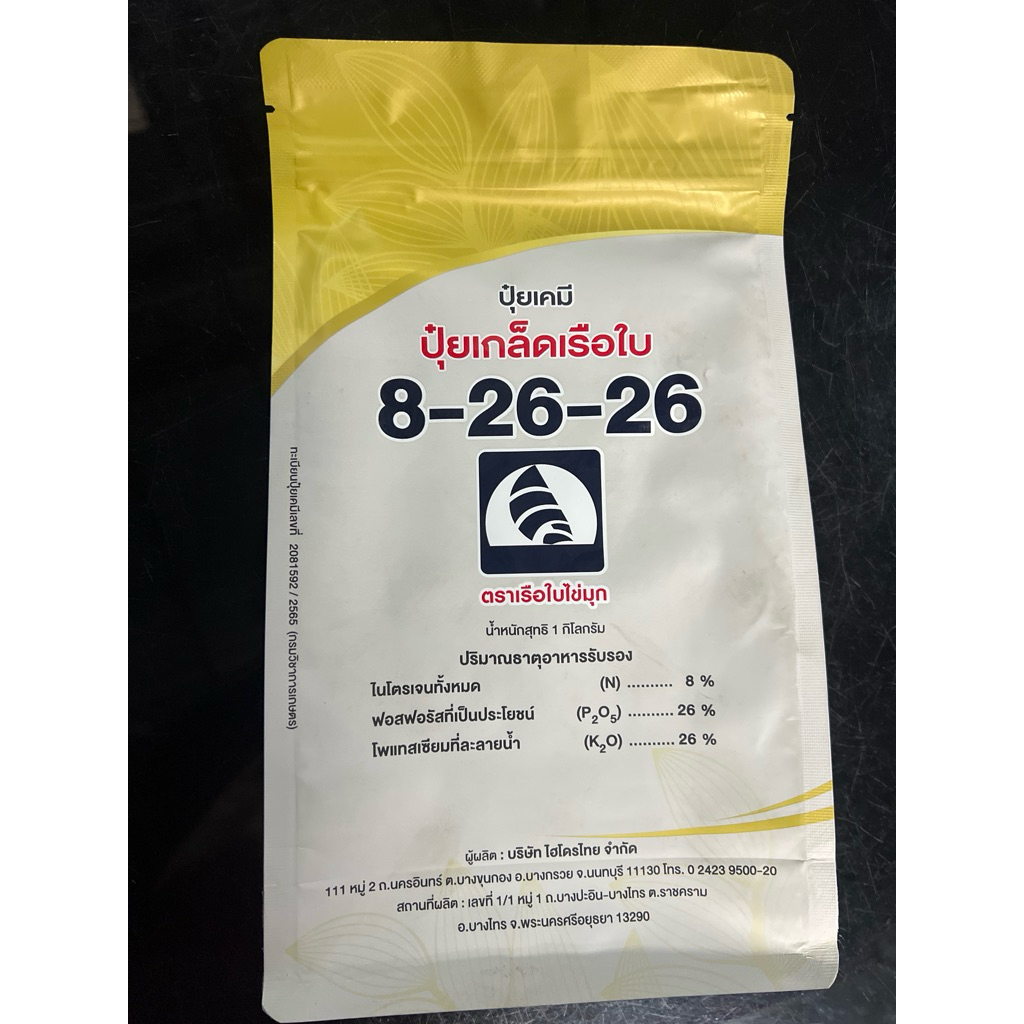 ปุ๋ยเคมี
ปุ๋ยเกล็ดเรือใบ
8-26-26
ตราเรือใบไข่มุก
น้ำหนักสุทธิ 1 กิโลกรัม
ปริมาณธาตุอาหารรับรอง
ไนโตรเจนทั้งหมด (N) .......... 8 %
ฟอสฟอรัสที่เป็นประโยชน์ (P₂O₅) .......... 26 %
โพแทสเซียมที่ละลายน้ำ (K₂O) .......... 26 %
ทะเบียนปุ๋ยเคมีเลขที่ 2081592 / 2565 (กรมวิชาการเกษตร)
ผู้ผลิต : บริษัท ไฮโดรไทย จำกัด
111 หมู่ 2 ถ.นครอินทร์ ต.บางขุนกอง อ.บางกรวย จ.นนทบุรี 11130 โทร. 0 2423 9500-20
สถานที่ผลิต : เลขที่ 1/1 หมู่ 1 ถ.บางปะอิน-บางไทร ต.ราชคราม
อ.บางไทร จ.พระนครศรีอยุธยา 13290